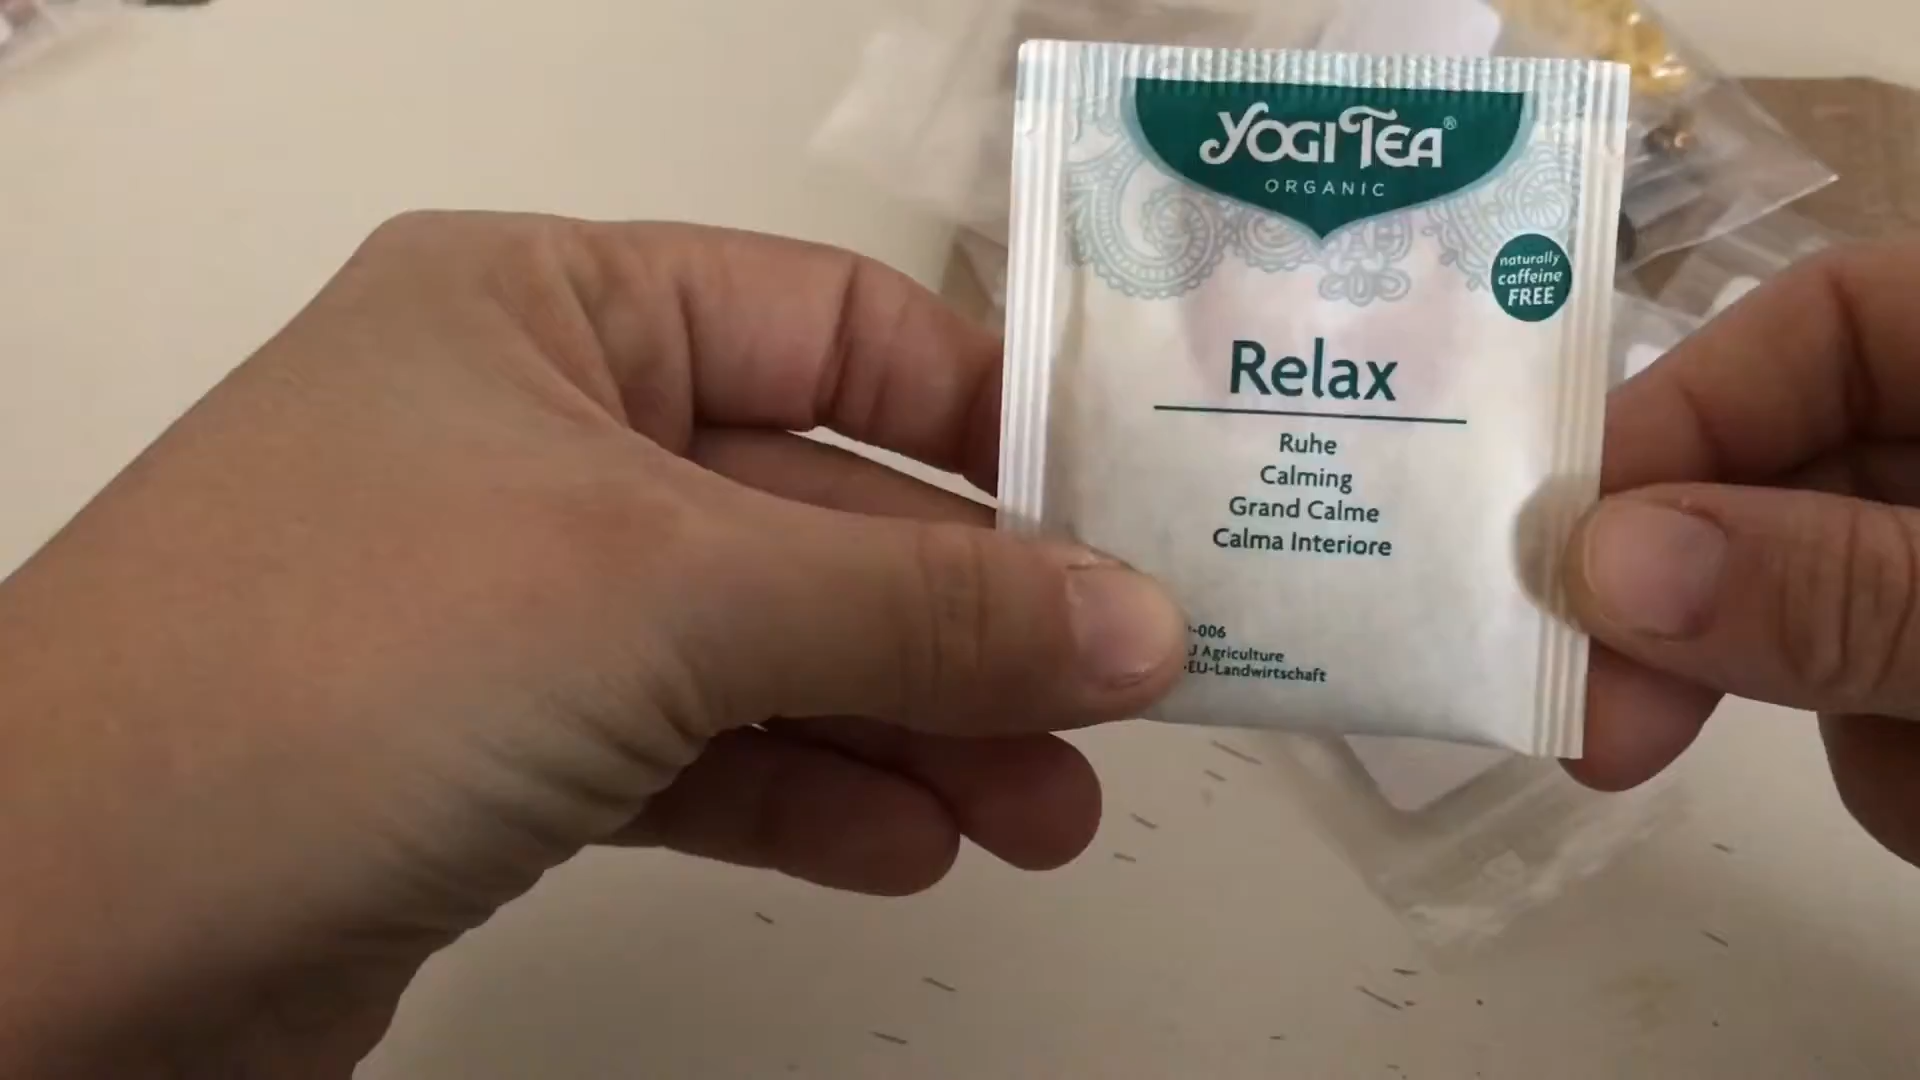 YOGI TEA®
ORGANIC
naturally
caffeine
FREE
Relax
Ruhe
Calming
Grand Calme
Calma Interiore
-006
Agriculture
-EU-Landwirtschaft